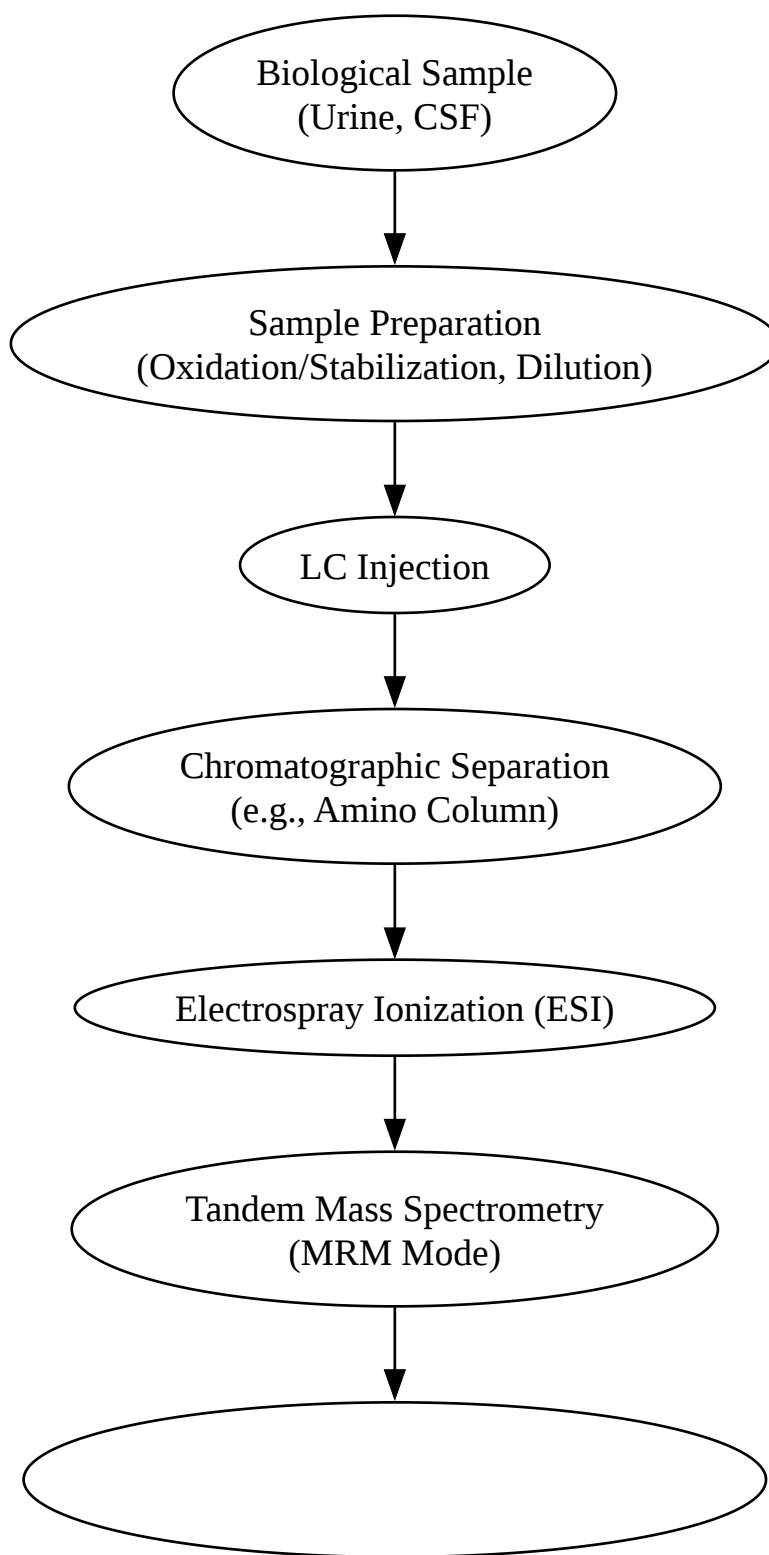 Biological Sample
(Urine, CSF)
Sample Preparation
(Oxidation/Stabilization, Dilution)
LC Injection
Chromatographic Separation
(e.g., Amino Column)
Electrospray Ionization (ESI)
Tandem Mass Spectrometry
(MRM Mode)